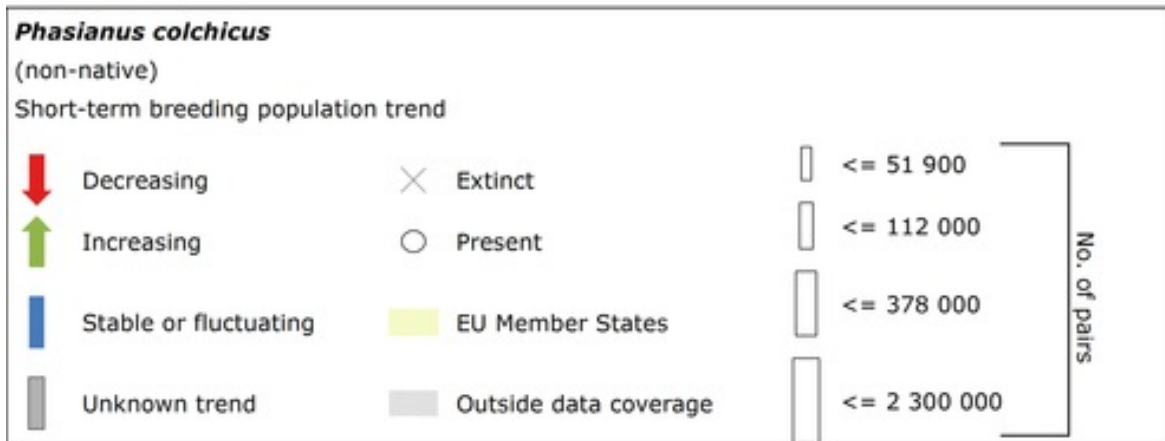 Phasianus colchicus
(non-native)
Short-term breeding population trend
Decreasing
Increasing
Stable or fluctuating
Unknown trend
Extinct
Present
EU Member States
Outside data coverage
<= 51 900
<= 112 000
<= 378 000
<= 2 300 000
No. of pairs